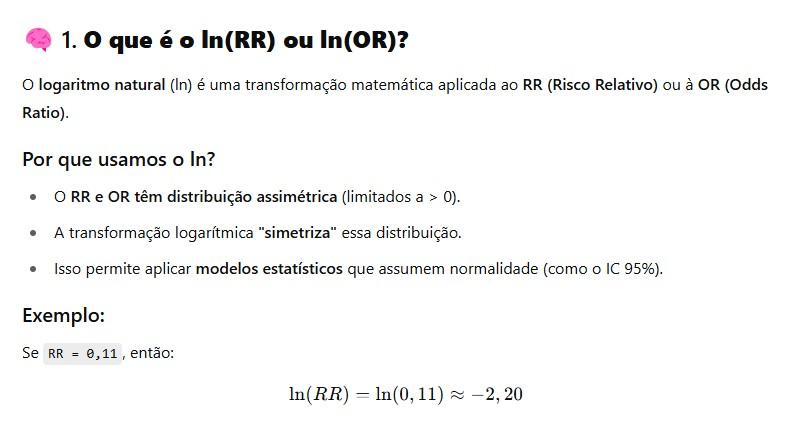 🧠 1. O que é o ln(RR) ou ln(OR)?
O logaritmo natural (ln) é uma transformação matemática aplicada ao RR (Risco Relativo) ou à OR (Odds
Ratio).
Por que usamos o ln?
• O RR e OR têm distribuição assimétrica (limitados a > 0).
• A transformação logarítmica "simetriza" essa distribuição.
• Isso permite aplicar modelos estatísticos que assumem normalidade (como o IC 95%).
Exemplo:
Se RR = 0,11, então:
ln(RR) = ln(0, 11) ≈ −2, 20